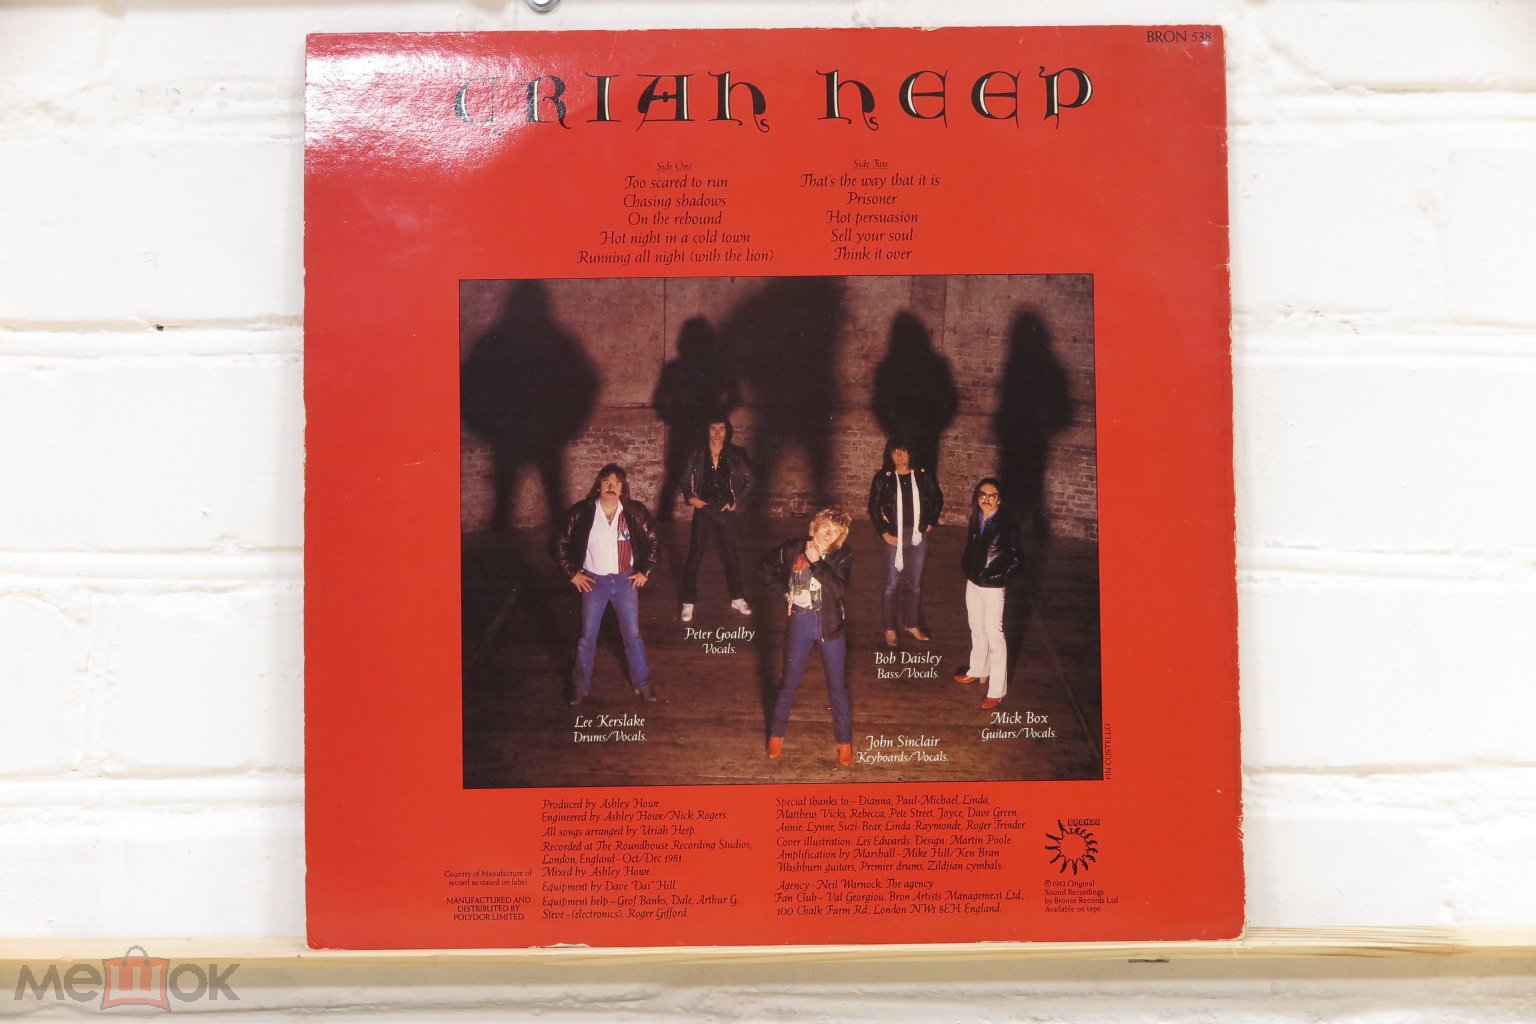 BRON 538
URIAH HEEP
Side One
Too scared to run
Chasing shadows
On the rebound
Hot night in a cold town
Running all night (with the lion)
Side Two
That's the way that it is
Prisoner
Hot persuasion
Sell your soul
Think it over
Peter Goalby
Vocals.
Bob Daisley
Bass/Vocals.
Lee Kerslake
Drums/Vocals.
Mick Box
Guitars/Vocals.
John Sinclair
Keyboards/Vocals.
FIN COSTELLO
Produced by Ashley Howe.
Engineered by Ashley Howe/Nick Rogers.
All songs arranged by Uriah Heep.
Recorded at The Roundhouse Recording Studios,
London, England–Oct/Dec 1981.
Mixed by Ashley Howe.
Equipment by Dave "Dai" Hill.
Equipment help:–Geof Banks, Dale, Arthur G.
Steve–(electronics), Roger Gifford.
Special thanks to:– Dianna, Paul-Michael, Linda,
Matthew, Vicki, Rebecca, Pete Street, Joyce, Dave Green,
Annie, Lynne, Suzi-Bear, Linda Raymonde, Roger Trinder.
Cover illustration: Les Edwards. Design: Martin Poole.
Amplification by Marshall–Mike Hill/Ken Bran.
Washburn guitars, Premier drums, Zildjian cymbals.
Agency–Neil Warnock. The agency
Fan Club– Val Georgiou. Bron Artists Management Ltd.,
100 Chalk Farm Rd., London NW1 8EH. England.
Country of Manufacture of
record as stated on label
MANUFACTURED AND
DISTRIBUTED BY
POLYDOR LIMITED
BRONZE
℗ 1982 Original
Sound Recordings
by Bronze Records Ltd
Available on tape.
мешок